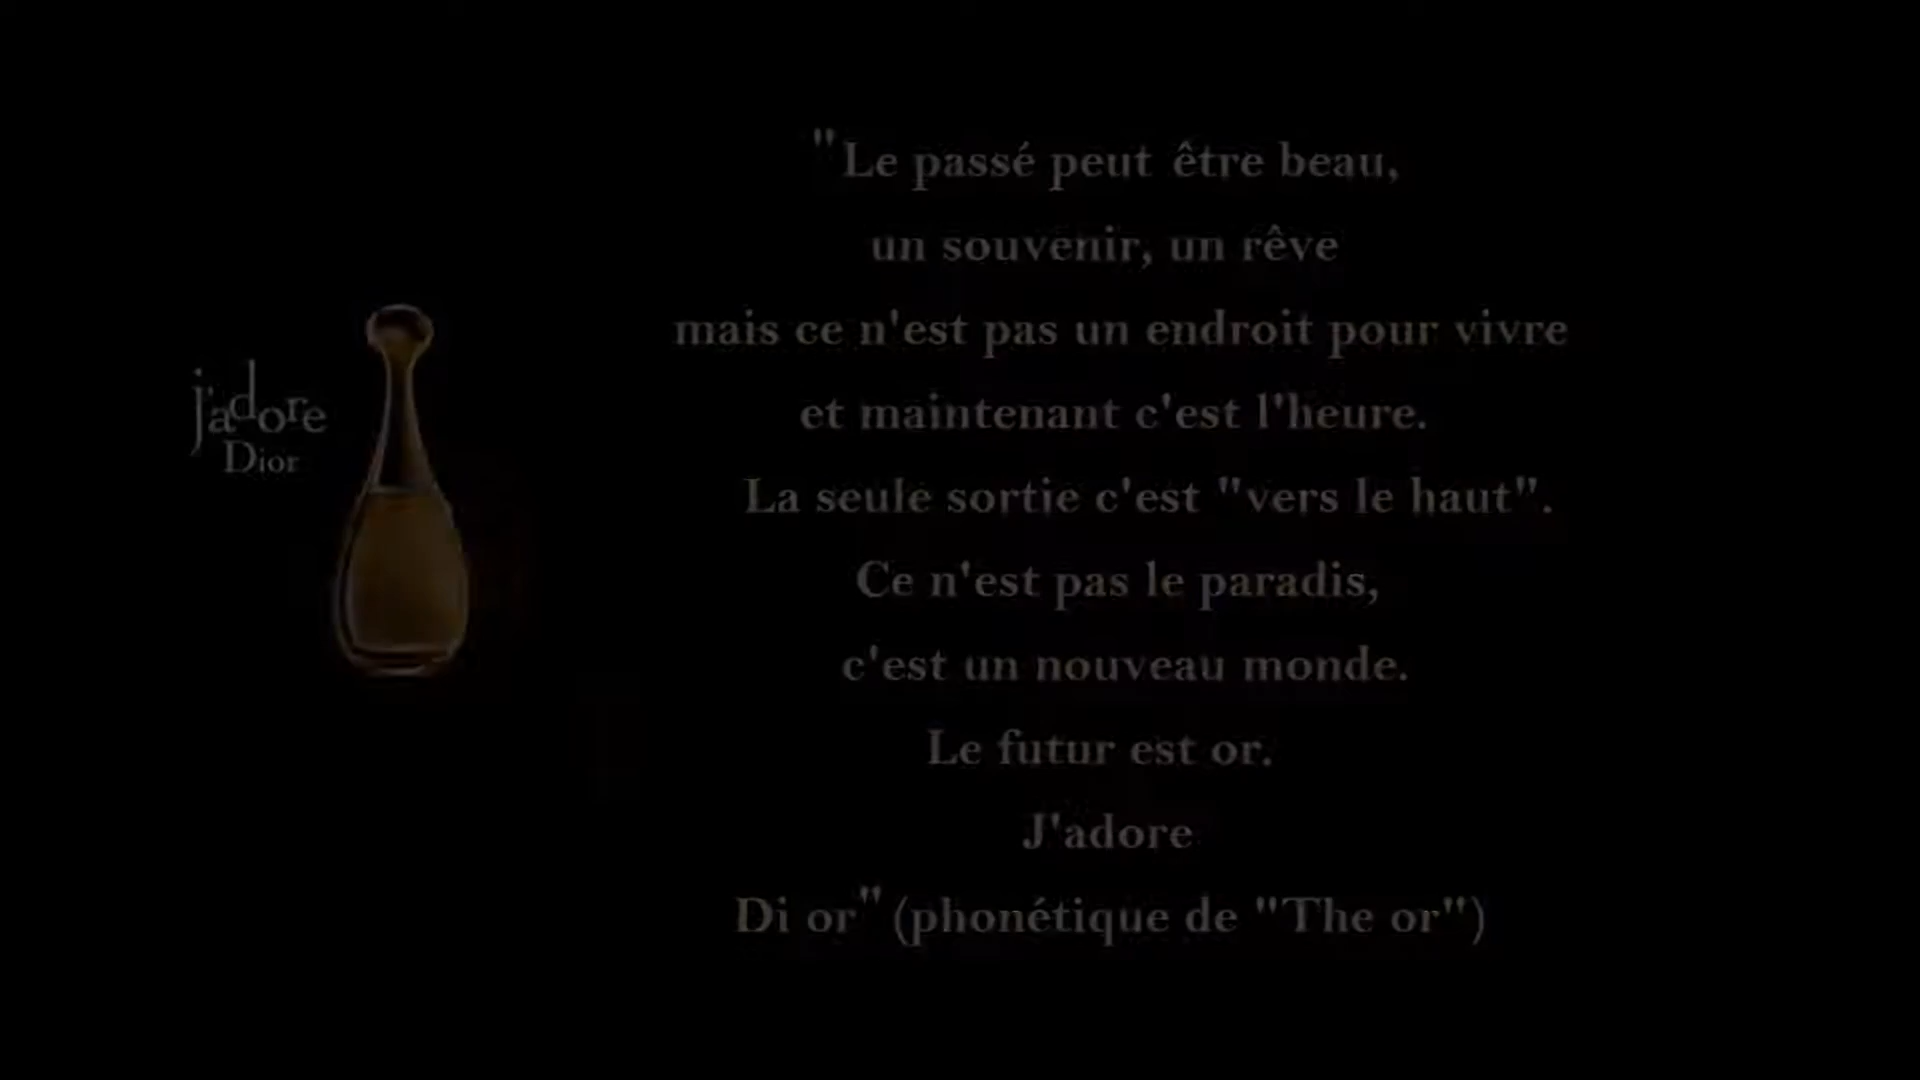 j'adore
Dior
"Le passé peut être beau,
un souvenir, un rêve
mais ce n'est pas un endroit pour vivre
et maintenant c'est l'heure.
La seule sortie c'est "vers le haut".
Ce n'est pas le paradis,
c'est un nouveau monde.
Le futur est or.
J'adore
Di or" (phonétique de "The or")